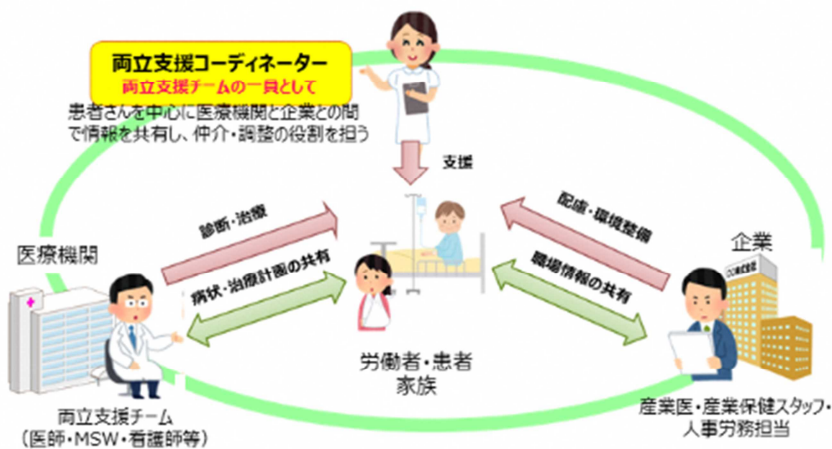 両立支援コーディネーター
両立支援チームの一員として
患者さんを中心に医療機関と企業との間
で情報を共有し、仲介・調整の役割を担う
支援
診断・治療
配慮・環境整備
医療機関
企業
病状・治療計画の共有
職場情報の共有
労働者・患者
家族
両立支援チーム
(医師・MSW・看護師等)
産業医・産業保健スタッフ・
人事労務担当